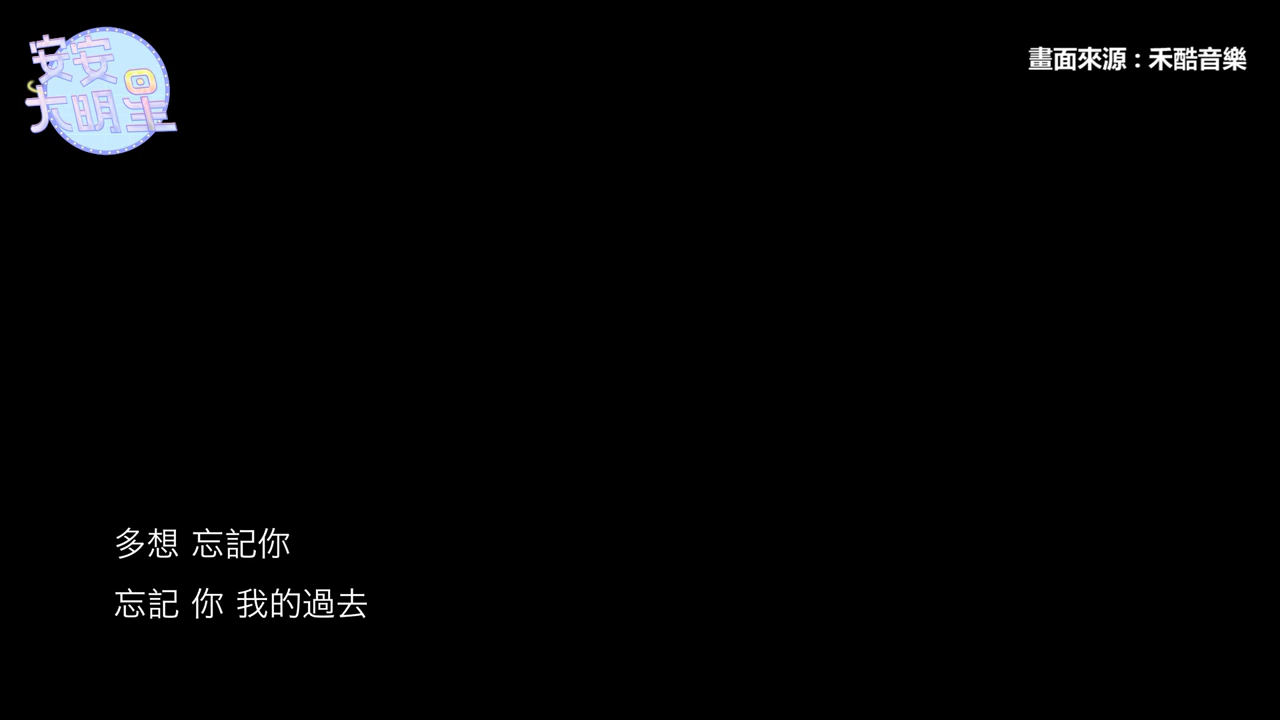 安安
大明星
畫面來源：禾酷音樂
多想 忘記你
忘記 你 我的過去